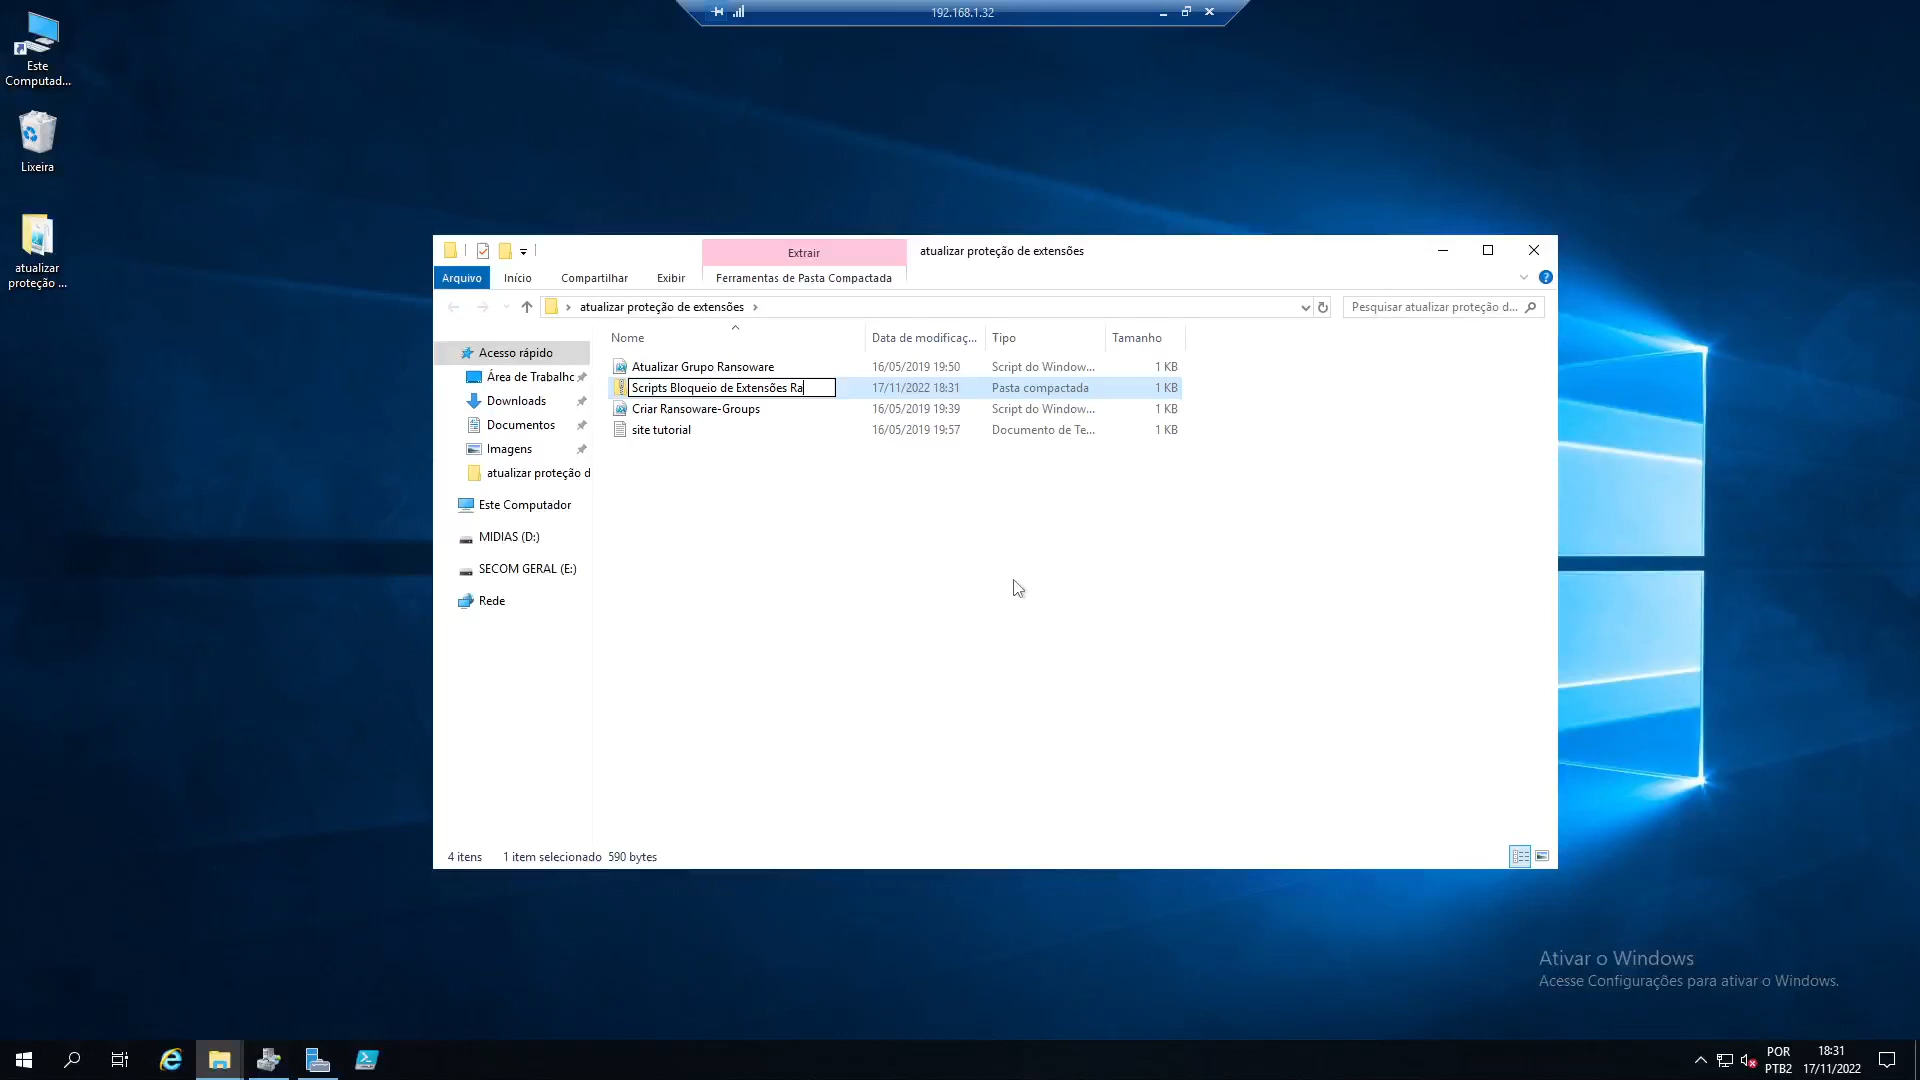 192.168.1.32
Este
Computad...
Lixeira
atualizar
proteção ...
Extrair
atualizar proteção de extensões
Arquivo
Início
Compartilhar
Exibir
Ferramentas de Pasta Compactada
atualizar proteção de extensões
Pesquisar atualizar proteção d...
Nome
Data de modificaç...
Tipo
Tamanho
Atualizar Grupo Ransoware
16/05/2019 19:50
Script do Window...
1 KB
Scripts Bloqueio de Extensões Ra
17/11/2022 18:31
Pasta compactada
1 KB
Criar Ransoware-Groups
16/05/2019 19:39
Script do Window...
1 KB
site tutorial
16/05/2019 19:57
Documento de Te...
1 KB
Acesso rápido
Área de Trabalho
Downloads
Documentos
Imagens
atualizar proteção d
Este Computador
MIDIAS (D:)
SECOM GERAL (E:)
Rede
4 itens
1 item selecionado 590 bytes
Ativar o Windows
Acesse Configurações para ativar o Windows.
POR
PTB2
18:31
17/11/2022